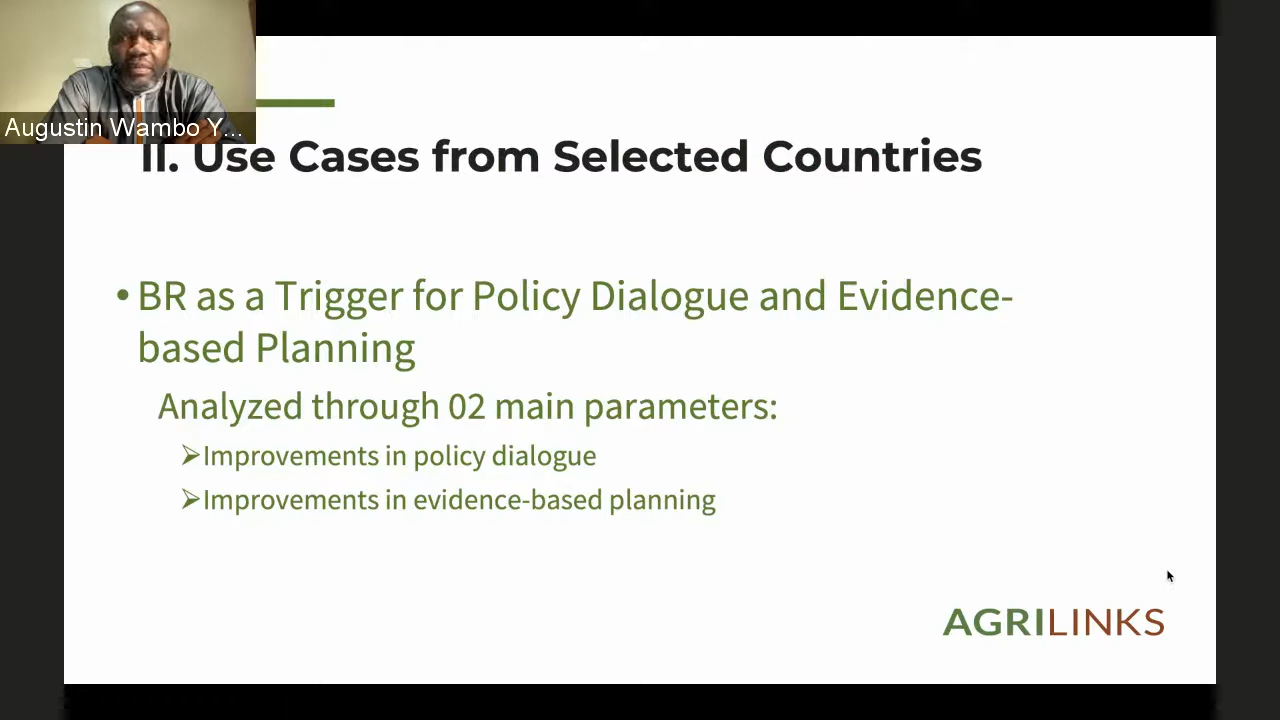 Augustin Wambo Y...
II. Use Cases from Selected Countries
•BR as a Trigger for Policy Dialogue and Evidence-
based Planning
Analyzed through 02 main parameters:
➢Improvements in policy dialogue
➢Improvements in evidence-based planning
AGRILINKS